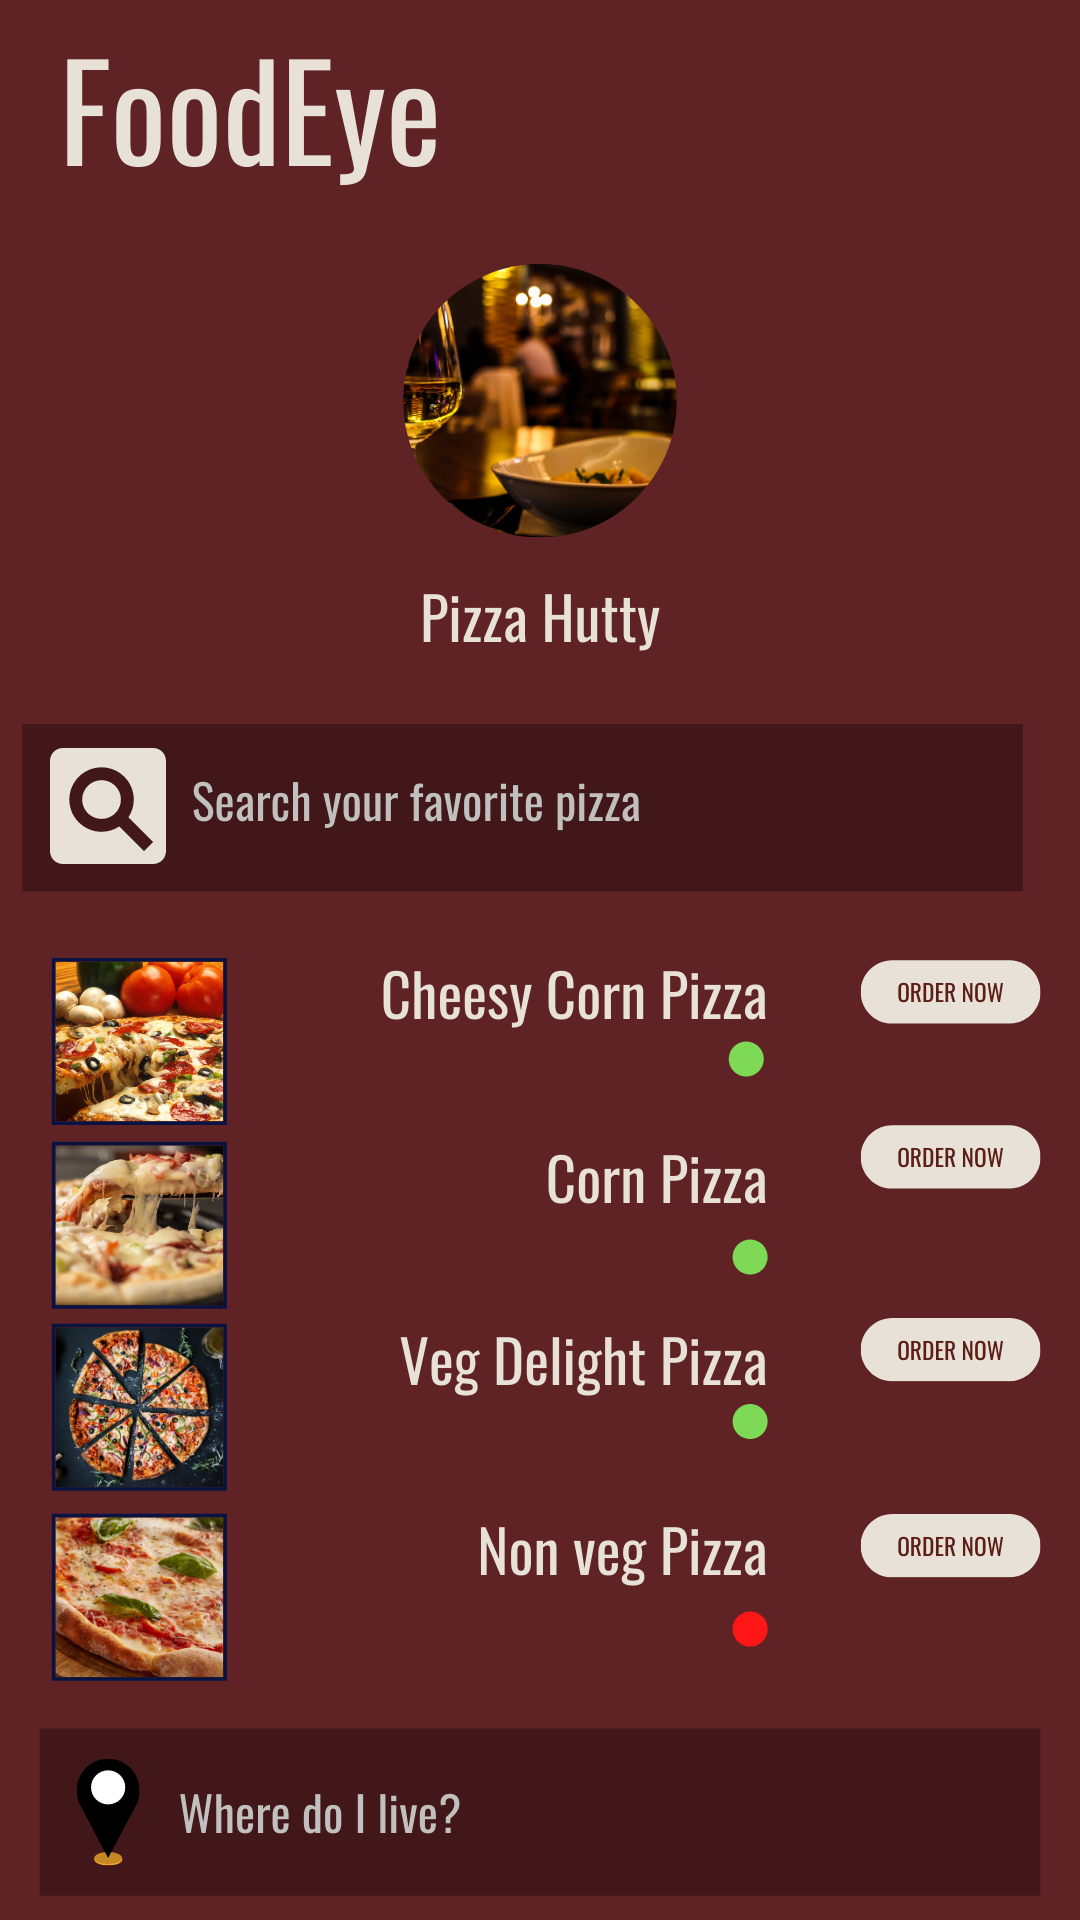 FoodEye
Pizza Hutty
Search your favorite pizza
Cheesy Corn Pizza
ORDER NOW
Corn Pizza
ORDER NOW
Veg Delight Pizza
ORDER NOW
Non veg Pizza
ORDER NOW
Where do I live?